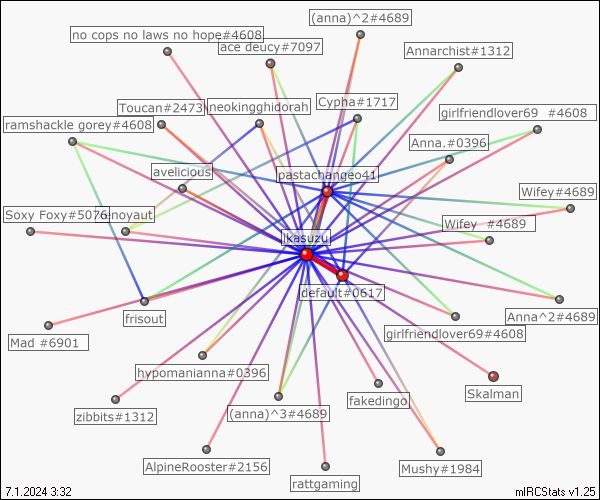 (anna)^2#4689
no cops no laws no hope#4608
ace deucy#7097
Annarchist#1312
Toucan#2473
neokingghidorah
Cypha#1717
girlfriendlover69 #4608
ramshackle gorey#4608
Anna.#0396
avelicious
pastachangeo41
Wifey#4689
Soxy Foxy#5076
enoyaut
Wifey #4689
ikasuzu
default#0617
frisout
Anna^2#4689
Mad #6901
girlfriendlover69#4608
hypomanianna#0396
Skalman
zibbits#1312
(anna)^3#4689
fakedingo
AlpineRooster#2156
Mushy#1984
rattgaming
7.1.2024 3:32
mIRCStats v1.25